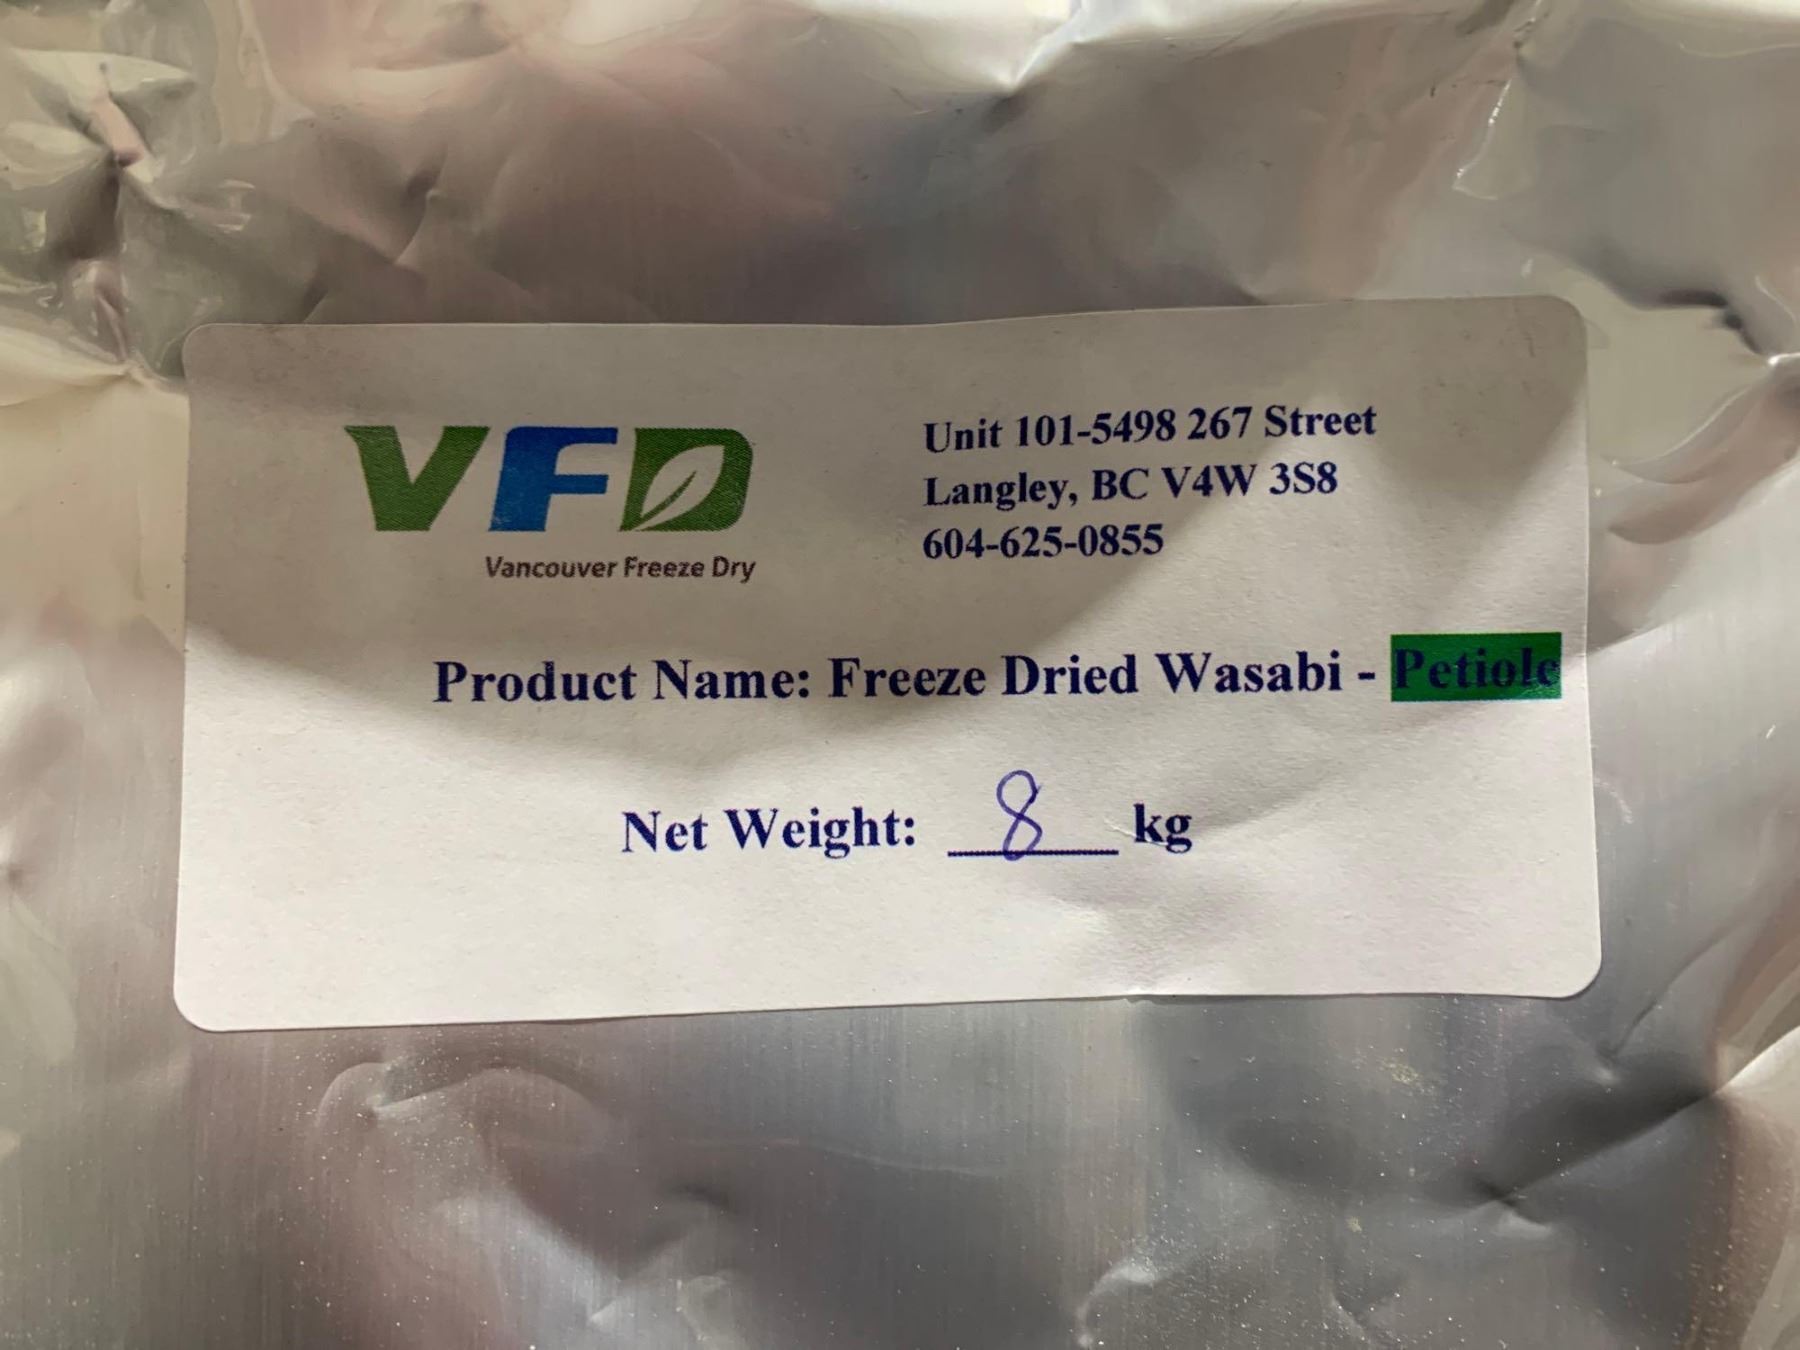 VFD
Vancouver Freeze Dry
Unit 101-5498 267 Street
Langley, BC V4W 3S8
604-625-0855
Product Name: Freeze Dried Wasabi - Petiole
Net Weight: 8 kg